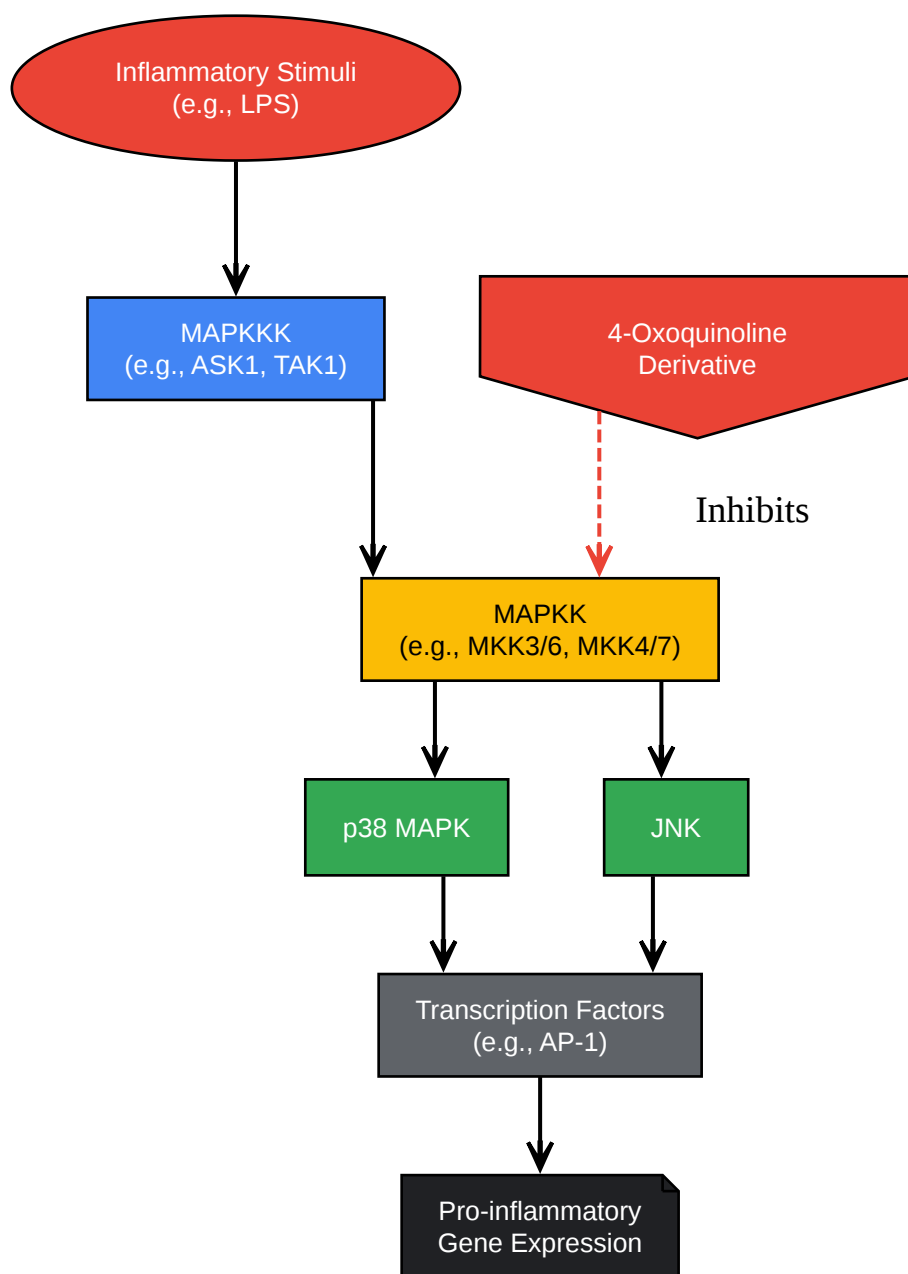 Inflammatory Stimuli
(e.g., LPS)
MAPKKK
(e.g., ASK1, TAK1)
4-Oxoquinoline
Derivative
Inhibits
MAPKK
(e.g., MKK3/6, MKK4/7)
p38 MAPK
JNK
Transcription Factors
(e.g., AP-1)
Pro-inflammatory
Gene Expression